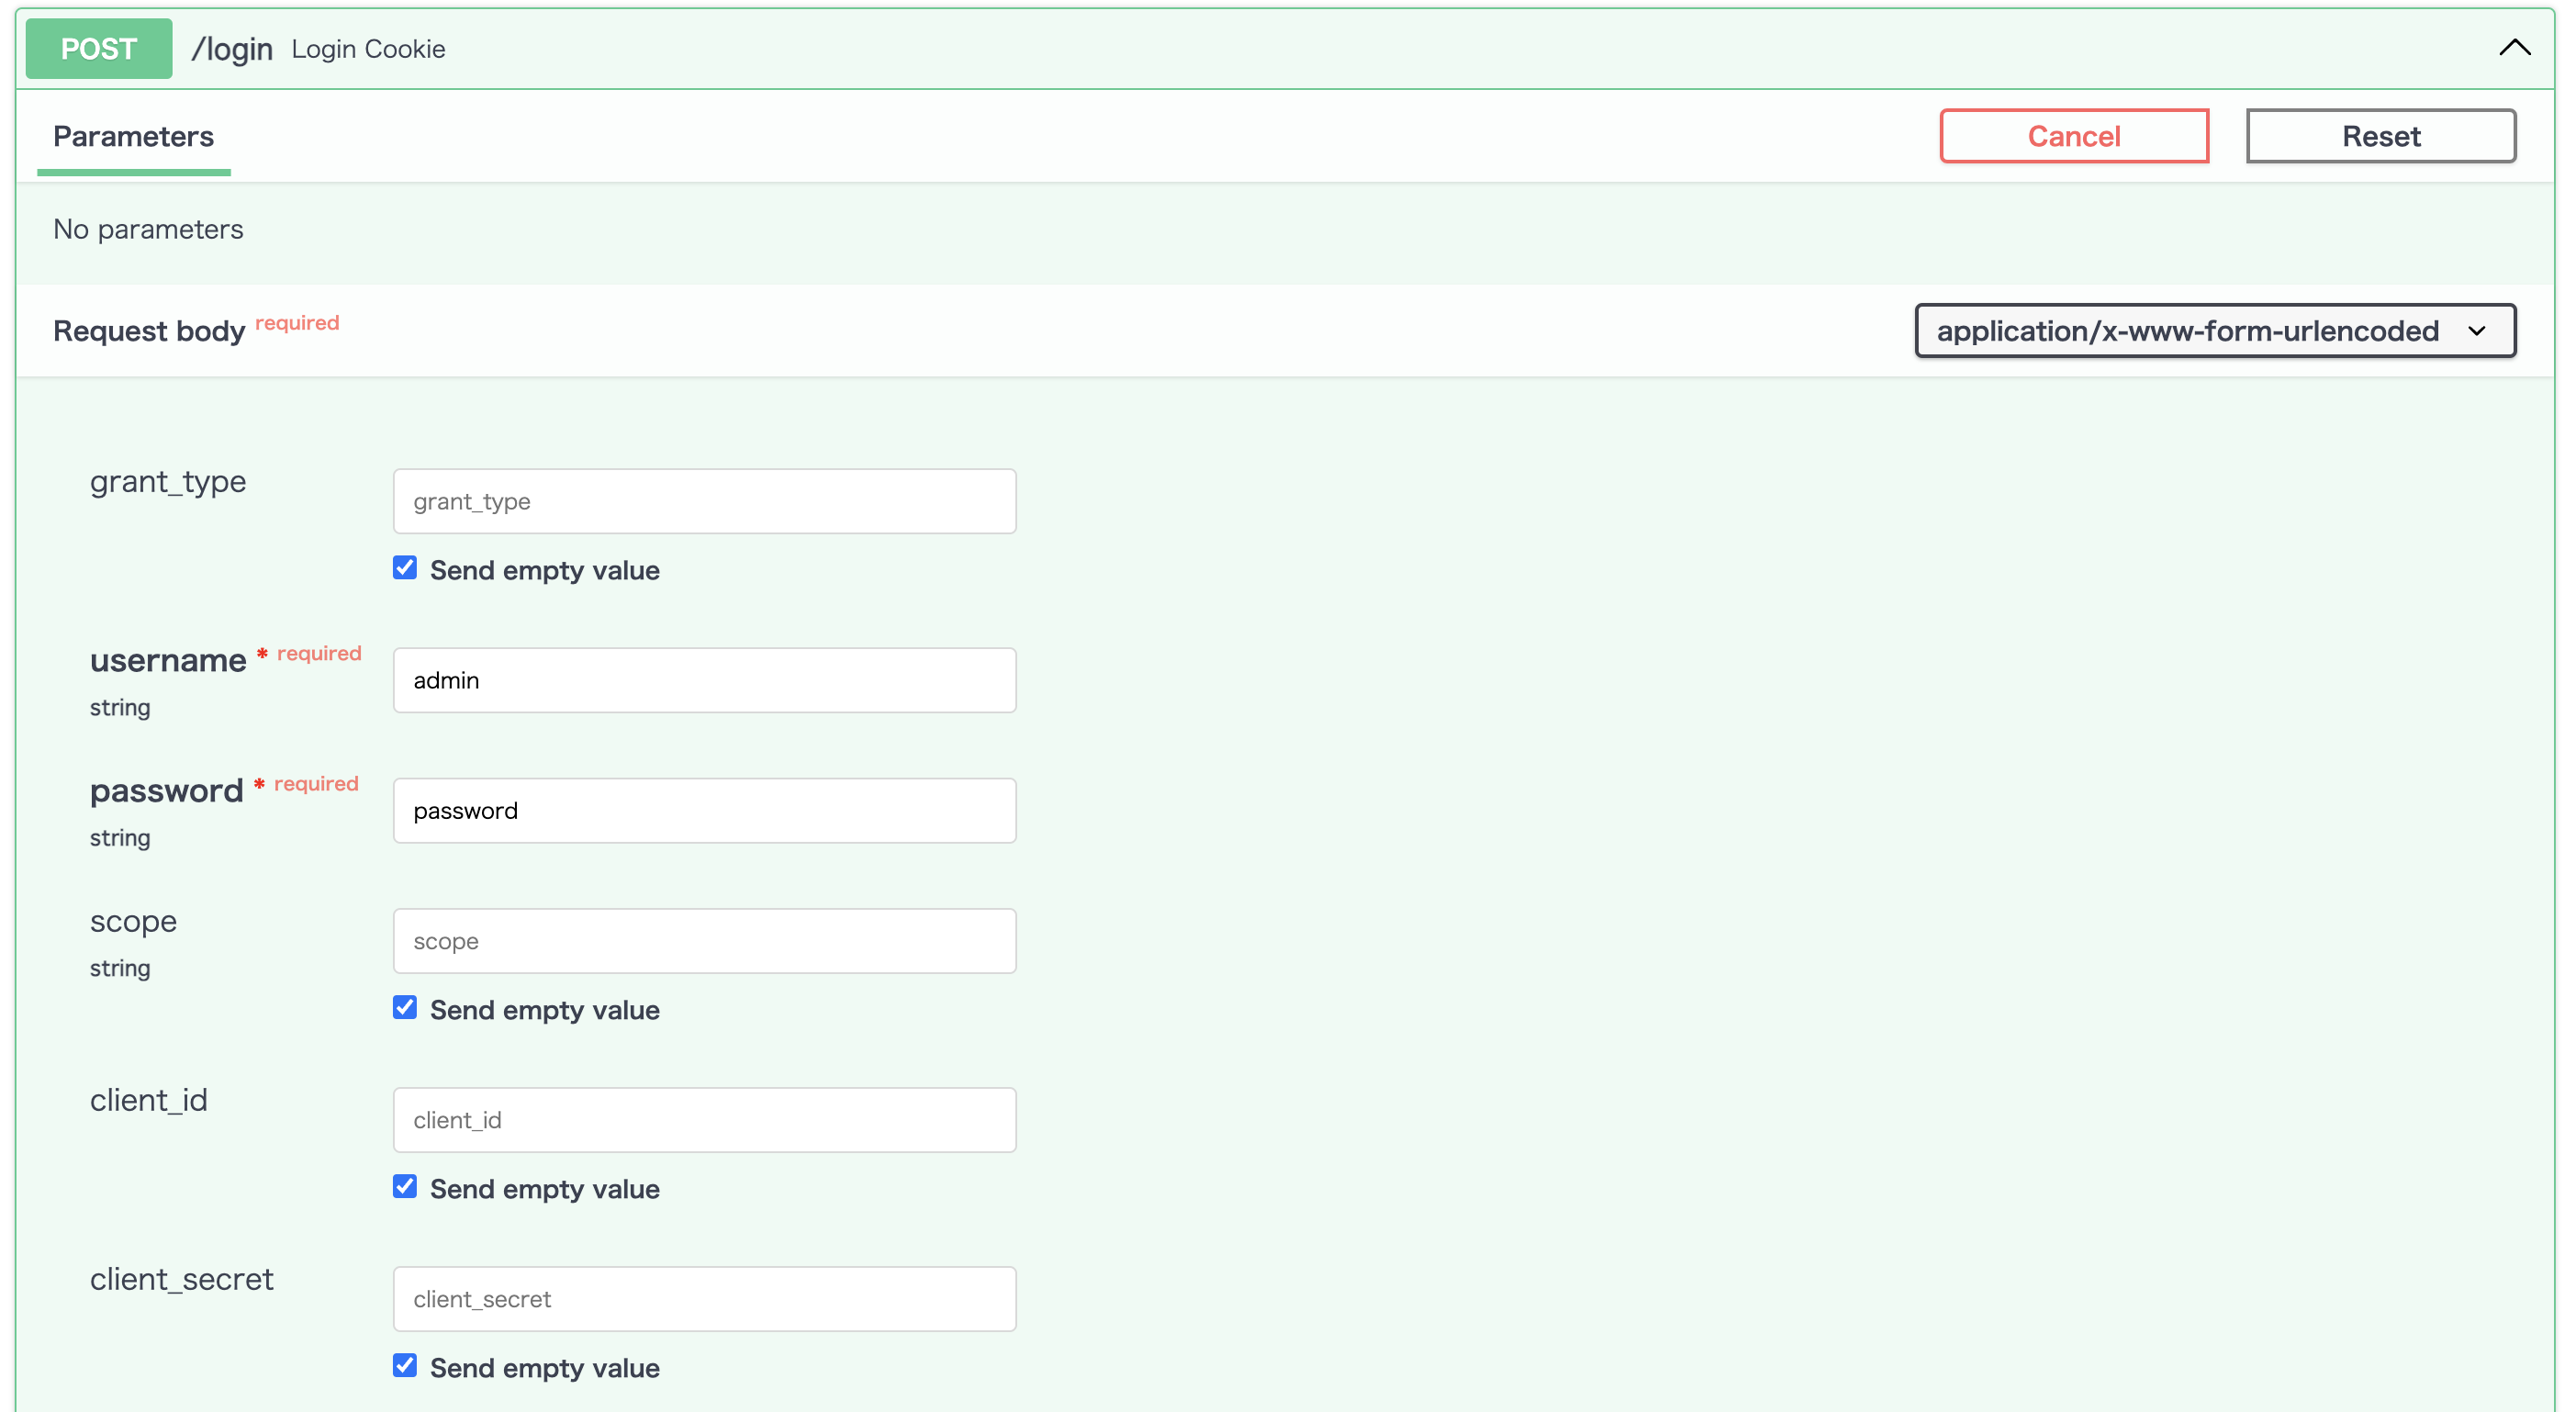 POST /login Login Cookie
Parameters
Cancel
Reset
No parameters
Request body required
application/x-www-form-urlencoded
grant_type
grant_type
Send empty value
username * required
string
admin
password * required
string
password
scope
string
scope
Send empty value
client_id
client_id
Send empty value
client_secret
client_secret
Send empty value